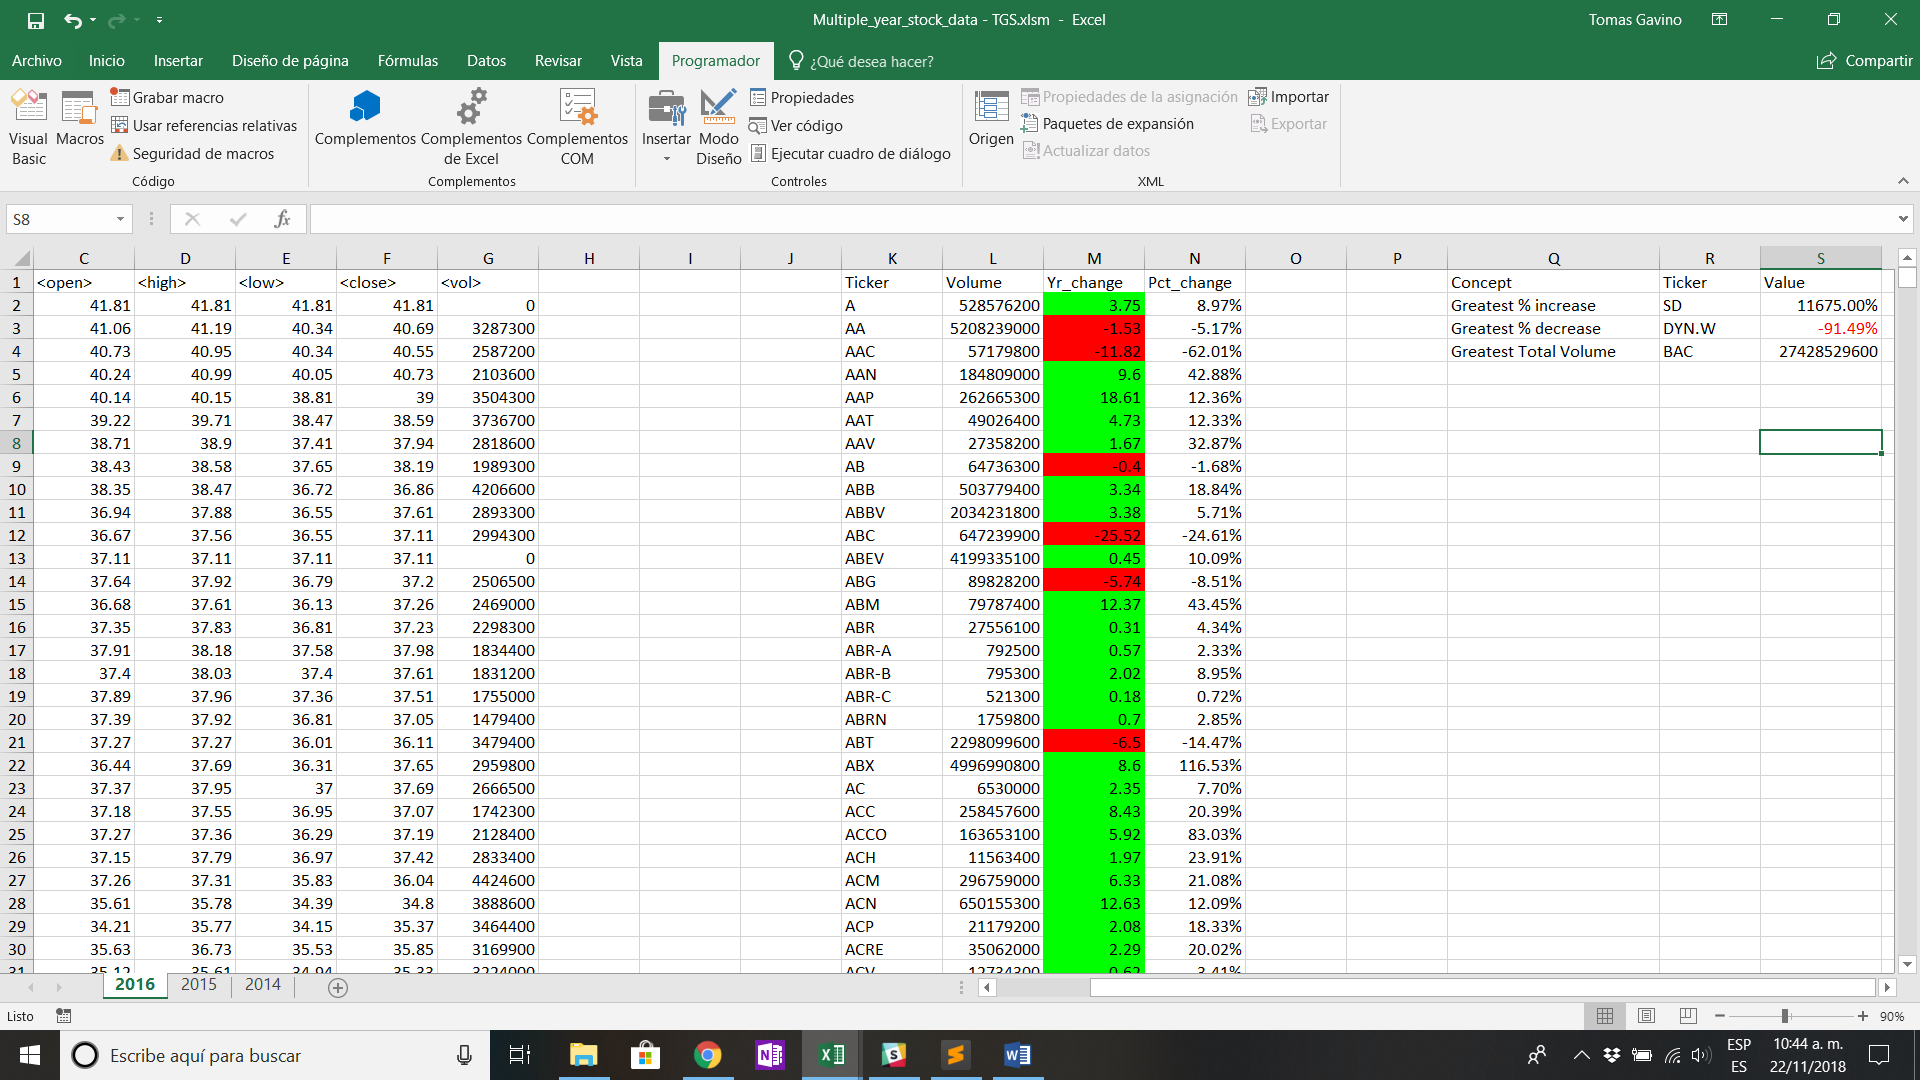 Multiple_year_stock_data - TGS.xlsm - Excel
Tomas Gavino
Archivo Inicio Insertar Diseño de página Fórmulas Datos Revisar Vista Programador ¿Qué desea hacer? Compartir
Visual Basic
Macros
Grabar macro
Usar referencias relativas
Seguridad de macros
Código
Complementos
Complementos de Excel
Complementos COM
Complementos
Insertar
Modo Diseño
Propiedades
Ver código
Ejecutar cuadro de diálogo
Controles
Origen
Propiedades de la asignación
Paquetes de expansión
Actualizar datos
Importar
Exportar
XML
S8
fx
C D E F G H I J K L M N O P Q R S
1 <open> <high> <low> <close> <vol> Ticker Volume Yr_change Pct_change Concept Ticker Value
2 41.81 41.81 41.81 41.81 0 A 528576200 3.75 8.97% Greatest % increase SD 11675.00%
3 41.06 41.19 40.34 40.69 3287300 AA 5208239000 -1.53 -5.17% Greatest % decrease DYN.W -91.49%
4 40.73 40.95 40.34 40.55 2587200 AAC 57179800 -11.82 -62.01% Greatest Total Volume BAC 27428529600
5 40.24 40.99 40.05 40.73 2103600 AAN 184809000 9.6 42.88%
6 40.14 40.15 38.81 39 3504300 AAP 262665300 18.61 12.36%
7 39.22 39.71 38.47 38.59 3736700 AAT 49026400 4.73 12.33%
8 38.71 38.9 37.41 37.94 2818600 AAV 27358200 1.67 32.87%
9 38.43 38.58 37.65 38.19 1989300 AB 64736300 -0.4 -1.68%
10 38.35 38.47 36.72 36.86 4206600 ABB 503779400 3.34 18.84%
11 36.94 37.88 36.55 37.61 2893300 ABBV 2034231800 3.38 5.71%
12 36.67 37.56 36.55 37.11 2994300 ABC 647239900 -25.52 -24.61%
13 37.11 37.11 37.11 37.11 0 ABEV 4199335100 0.45 10.09%
14 37.64 37.92 36.79 37.2 2506500 ABG 89828200 -5.74 -8.51%
15 36.68 37.61 36.13 37.26 2469000 ABM 79787400 12.37 43.45%
16 37.35 37.83 36.81 37.23 2298300 ABR 27556100 0.31 4.34%
17 37.91 38.18 37.58 37.98 1834400 ABR-A 792500 0.57 2.33%
18 37.4 38.03 37.4 37.61 1831200 ABR-B 795300 2.02 8.95%
19 37.89 37.96 37.36 37.51 1755000 ABR-C 521300 0.18 0.72%
20 37.39 37.92 36.81 37.05 1479400 ABRN 1759800 0.7 2.85%
21 37.27 37.27 36.01 36.11 3479400 ABT 2298099600 -6.5 -14.47%
22 36.44 37.69 36.31 37.65 2959800 ABX 4996990800 8.6 116.53%
23 37.37 37.95 37 37.69 2666500 AC 6530000 2.35 7.70%
24 37.18 37.55 36.95 37.07 1742300 ACC 258457600 8.43 20.39%
25 37.27 37.36 36.29 37.19 2128400 ACCO 163653100 5.92 83.03%
26 37.15 37.79 36.97 37.42 2833400 ACH 11563400 1.97 23.91%
27 37.26 37.31 35.83 36.04 4424600 ACM 296759000 6.33 21.08%
28 35.61 35.78 34.39 34.8 3888600 ACN 650155300 12.63 12.09%
29 34.21 35.77 34.15 35.37 3464400 ACP 21179200 2.08 18.33%
30 35.63 36.73 35.53 35.85 3169900 ACRE 35062000 2.29 20.02%
31 35.12 35.61 34.94 35.33 3224000 ACV 12734300 0.62 3.41%
2016 2015 2014
Listo
90%
Escribe aquí para buscar
ESP
ES
10:44 a. m.
22/11/2018